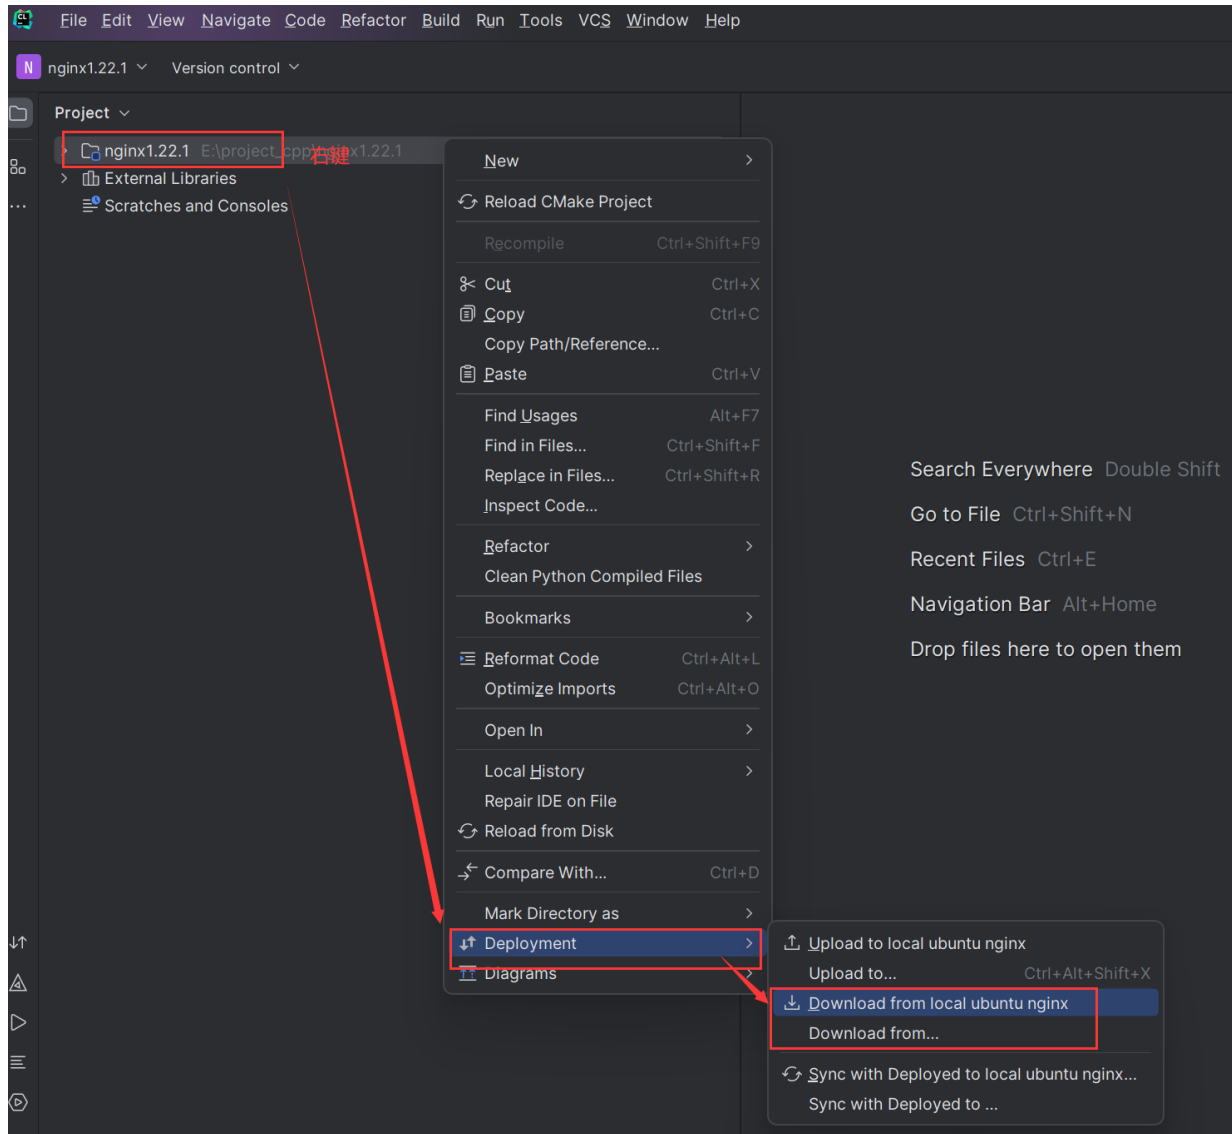 CL File Edit View Navigate Code Refactor Build Run Tools VCS Window Help
N nginx1.22.1 Version control
Project
nginx1.22.1 E:\project_cpp\nginx1.22.1
右键
External Libraries
Scratches and Consoles
New
Reload CMake Project
Recompile Ctrl+Shift+F9
Cut Ctrl+X
Copy Ctrl+C
Copy Path/Reference...
Paste Ctrl+V
Find Usages Alt+F7
Find in Files... Ctrl+Shift+F
Replace in Files... Ctrl+Shift+R
Inspect Code...
Refactor
Clean Python Compiled Files
Bookmarks
Reformat Code Ctrl+Alt+L
Optimize Imports Ctrl+Alt+O
Open In
Local History
Repair IDE on File
Reload from Disk
Compare With... Ctrl+D
Mark Directory as
Deployment
Diagrams
Upload to local ubuntu nginx
Upload to... Ctrl+Alt+Shift+X
Download from local ubuntu nginx
Download from...
Sync with Deployed to local ubuntu nginx...
Sync with Deployed to ...
Search Everywhere Double Shift
Go to File Ctrl+Shift+N
Recent Files Ctrl+E
Navigation Bar Alt+Home
Drop files here to open them